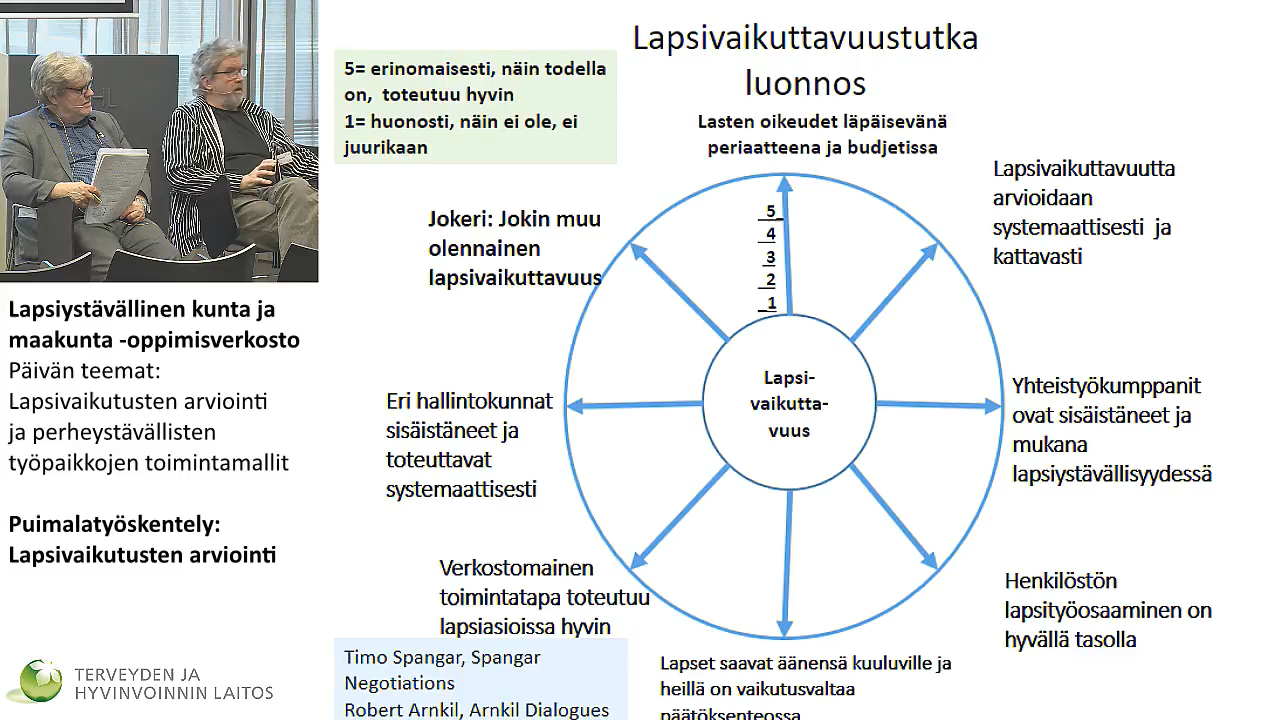 Lapsivaikuttavuustutka
luonnos
5= erinomaisesti, näin todella
on, toteutuu hyvin
1= huonosti, näin ei ole, ei
juurikaan
Lasten oikeudet läpäisevänä
periaatteena ja budjetissa
Lapsivaikuttavuutta
arvioidaan
systemaattisesti ja
kattavasti
Jokeri: Jokin muu
olennainen
lapsivaikuttavuus
5
4
3
2
1
Lapsi-
vaikutta-
vuus
Yhteistyökumppanit
ovat sisäistäneet ja
mukana
lapsiystävällisyydessä
Eri hallintokunnat
sisäistäneet ja
toteuttavat
systemaattisesti
Henkilöstön
lapsityöosaaminen on
hyvällä tasolla
Verkostomainen
toimintatapa toteutuu
lapsiasioissa hyvin
Lapset saavat äänensä kuuluville ja
heillä on vaikutusvaltaa
päätöksenteossa
Timo Spangar, Spangar
Negotiations
Robert Arnkil, Arnkil Dialogues
HL
Lapsiystävällinen kunta ja
maakunta -oppimisverkosto
Päivän teemat:
Lapsivaikutusten arviointi
ja perheystävällisten
työpaikkojen toimintamallit
Puimalatyöskentely:
Lapsivaikutusten arviointi
TERVEYDEN JA
HYVINVOINNIN LAITOS